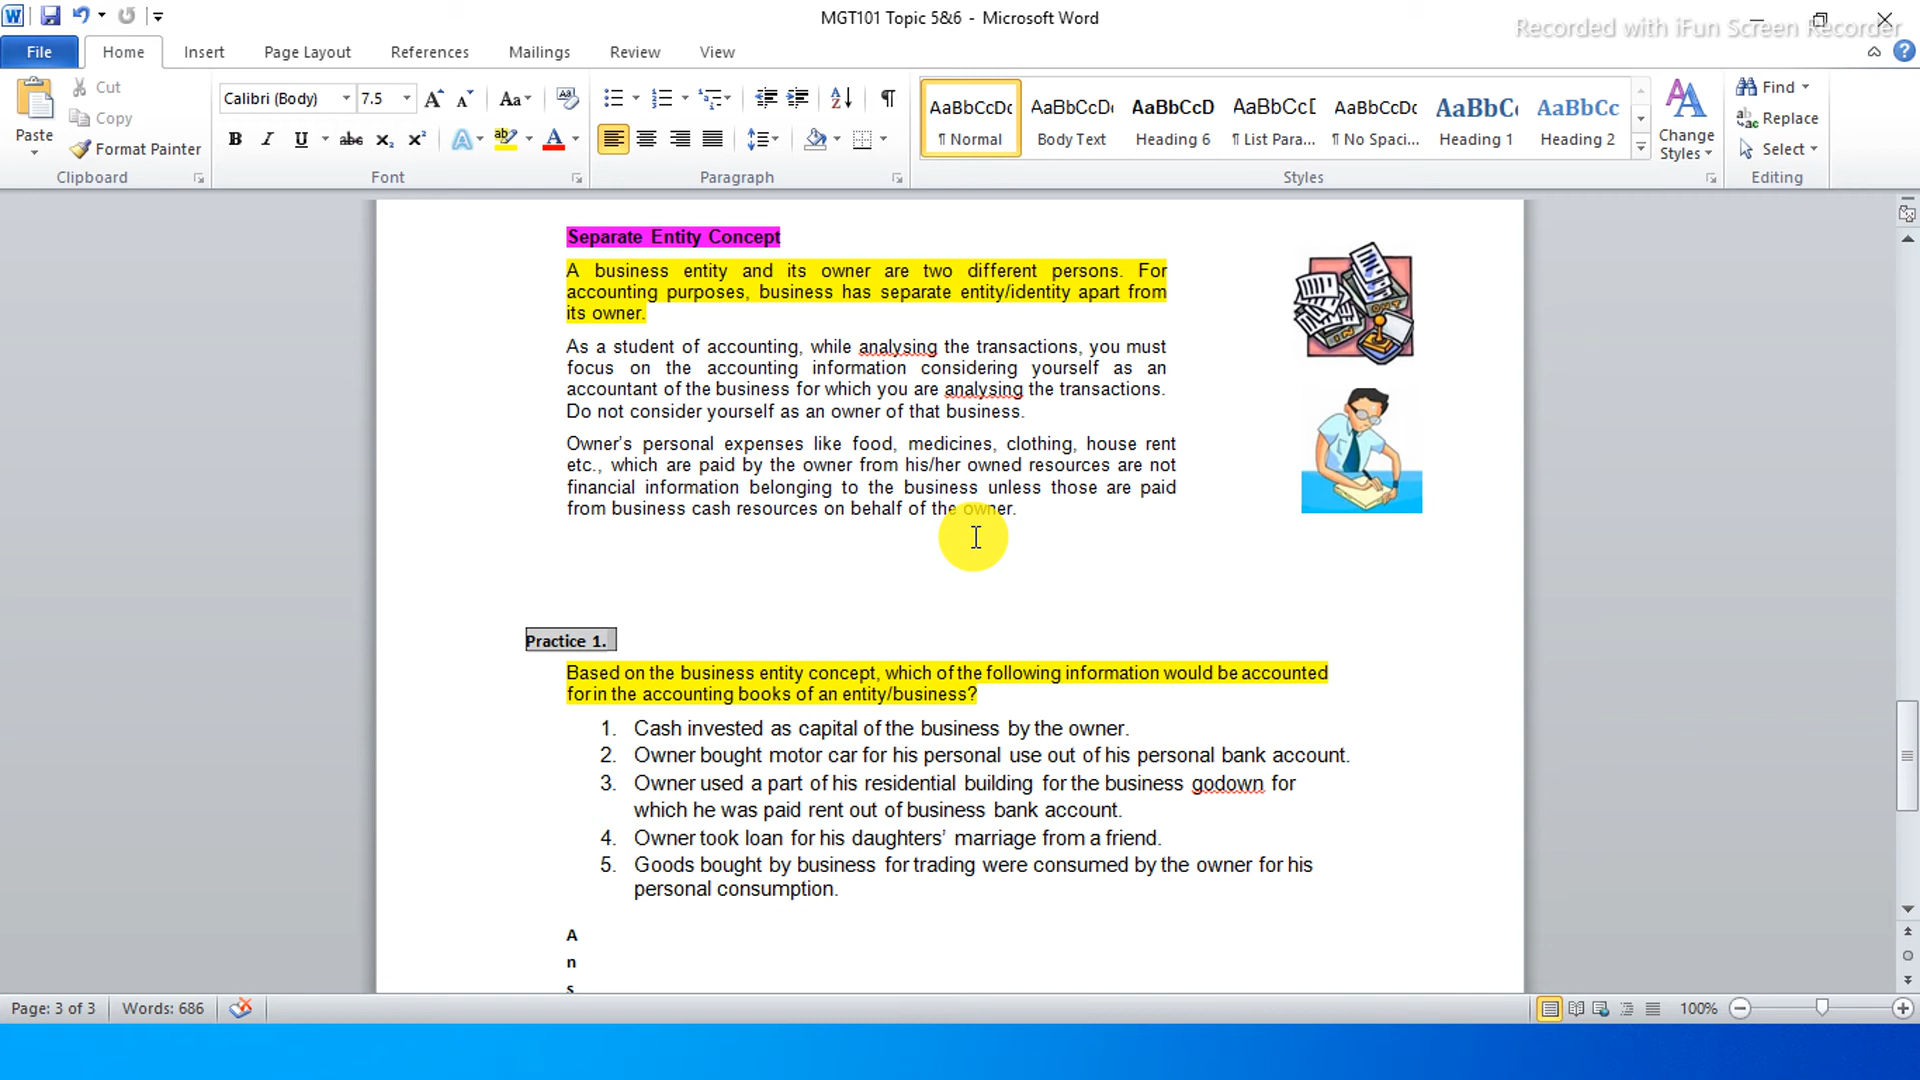 MGT101 Topic 5&6 - Microsoft Word
Recorded with iFun Screen Recorder
File Home Insert Page Layout References Mailings Review View
Cut
Copy
Format Painter
Paste
Clipboard
Calibri (Body) 7.5
Font
Paragraph
AaBbCcDc AaBbCcDc AaBbCcD AaBbCcD AaBbCcDc AaBbC AaBbCc
¶ Normal Body Text Heading 6 ¶ List Para... ¶ No Spaci... Heading 1 Heading 2
Change
Styles
Styles
Find
Replace
Select
Editing
Separate Entity Concept
A business entity and its owner are two different persons. For
accounting purposes, business has separate entity/identity apart from
its owner.
As a student of accounting, while analysing the transactions, you must
focus on the accounting information considering yourself as an
accountant of the business for which you are analysing the transactions.
Do not consider yourself as an owner of that business.
Owner's personal expenses like food, medicines, clothing, house rent
etc., which are paid by the owner from his/her owned resources are not
financial information belonging to the business unless those are paid
from business cash resources on behalf of the owner.
Practice 1.
Based on the business entity concept, which of the following information would be accounted
for in the accounting books of an entity/business?
1. Cash invested as capital of the business by the owner.
2. Owner bought motor car for his personal use out of his personal bank account.
3. Owner used a part of his residential building for the business godown for
which he was paid rent out of business bank account.
4. Owner took loan for his daughters' marriage from a friend.
5. Goods bought by business for trading were consumed by the owner for his
personal consumption.
A
n
s
Page: 3 of 3 Words: 686 100%